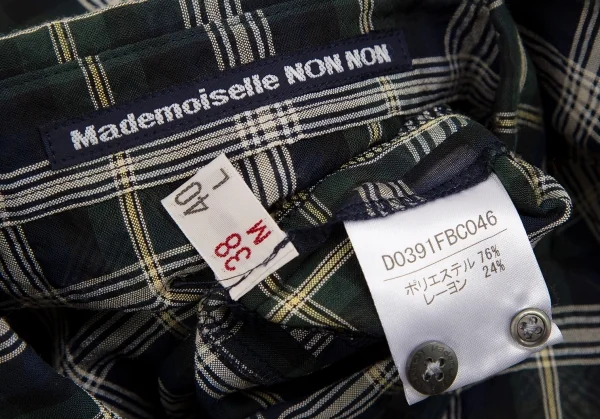 Mademoiselle NON NON
L 40
M 38
D0391FBC046
ポリエステル 76%
レーヨン 24%